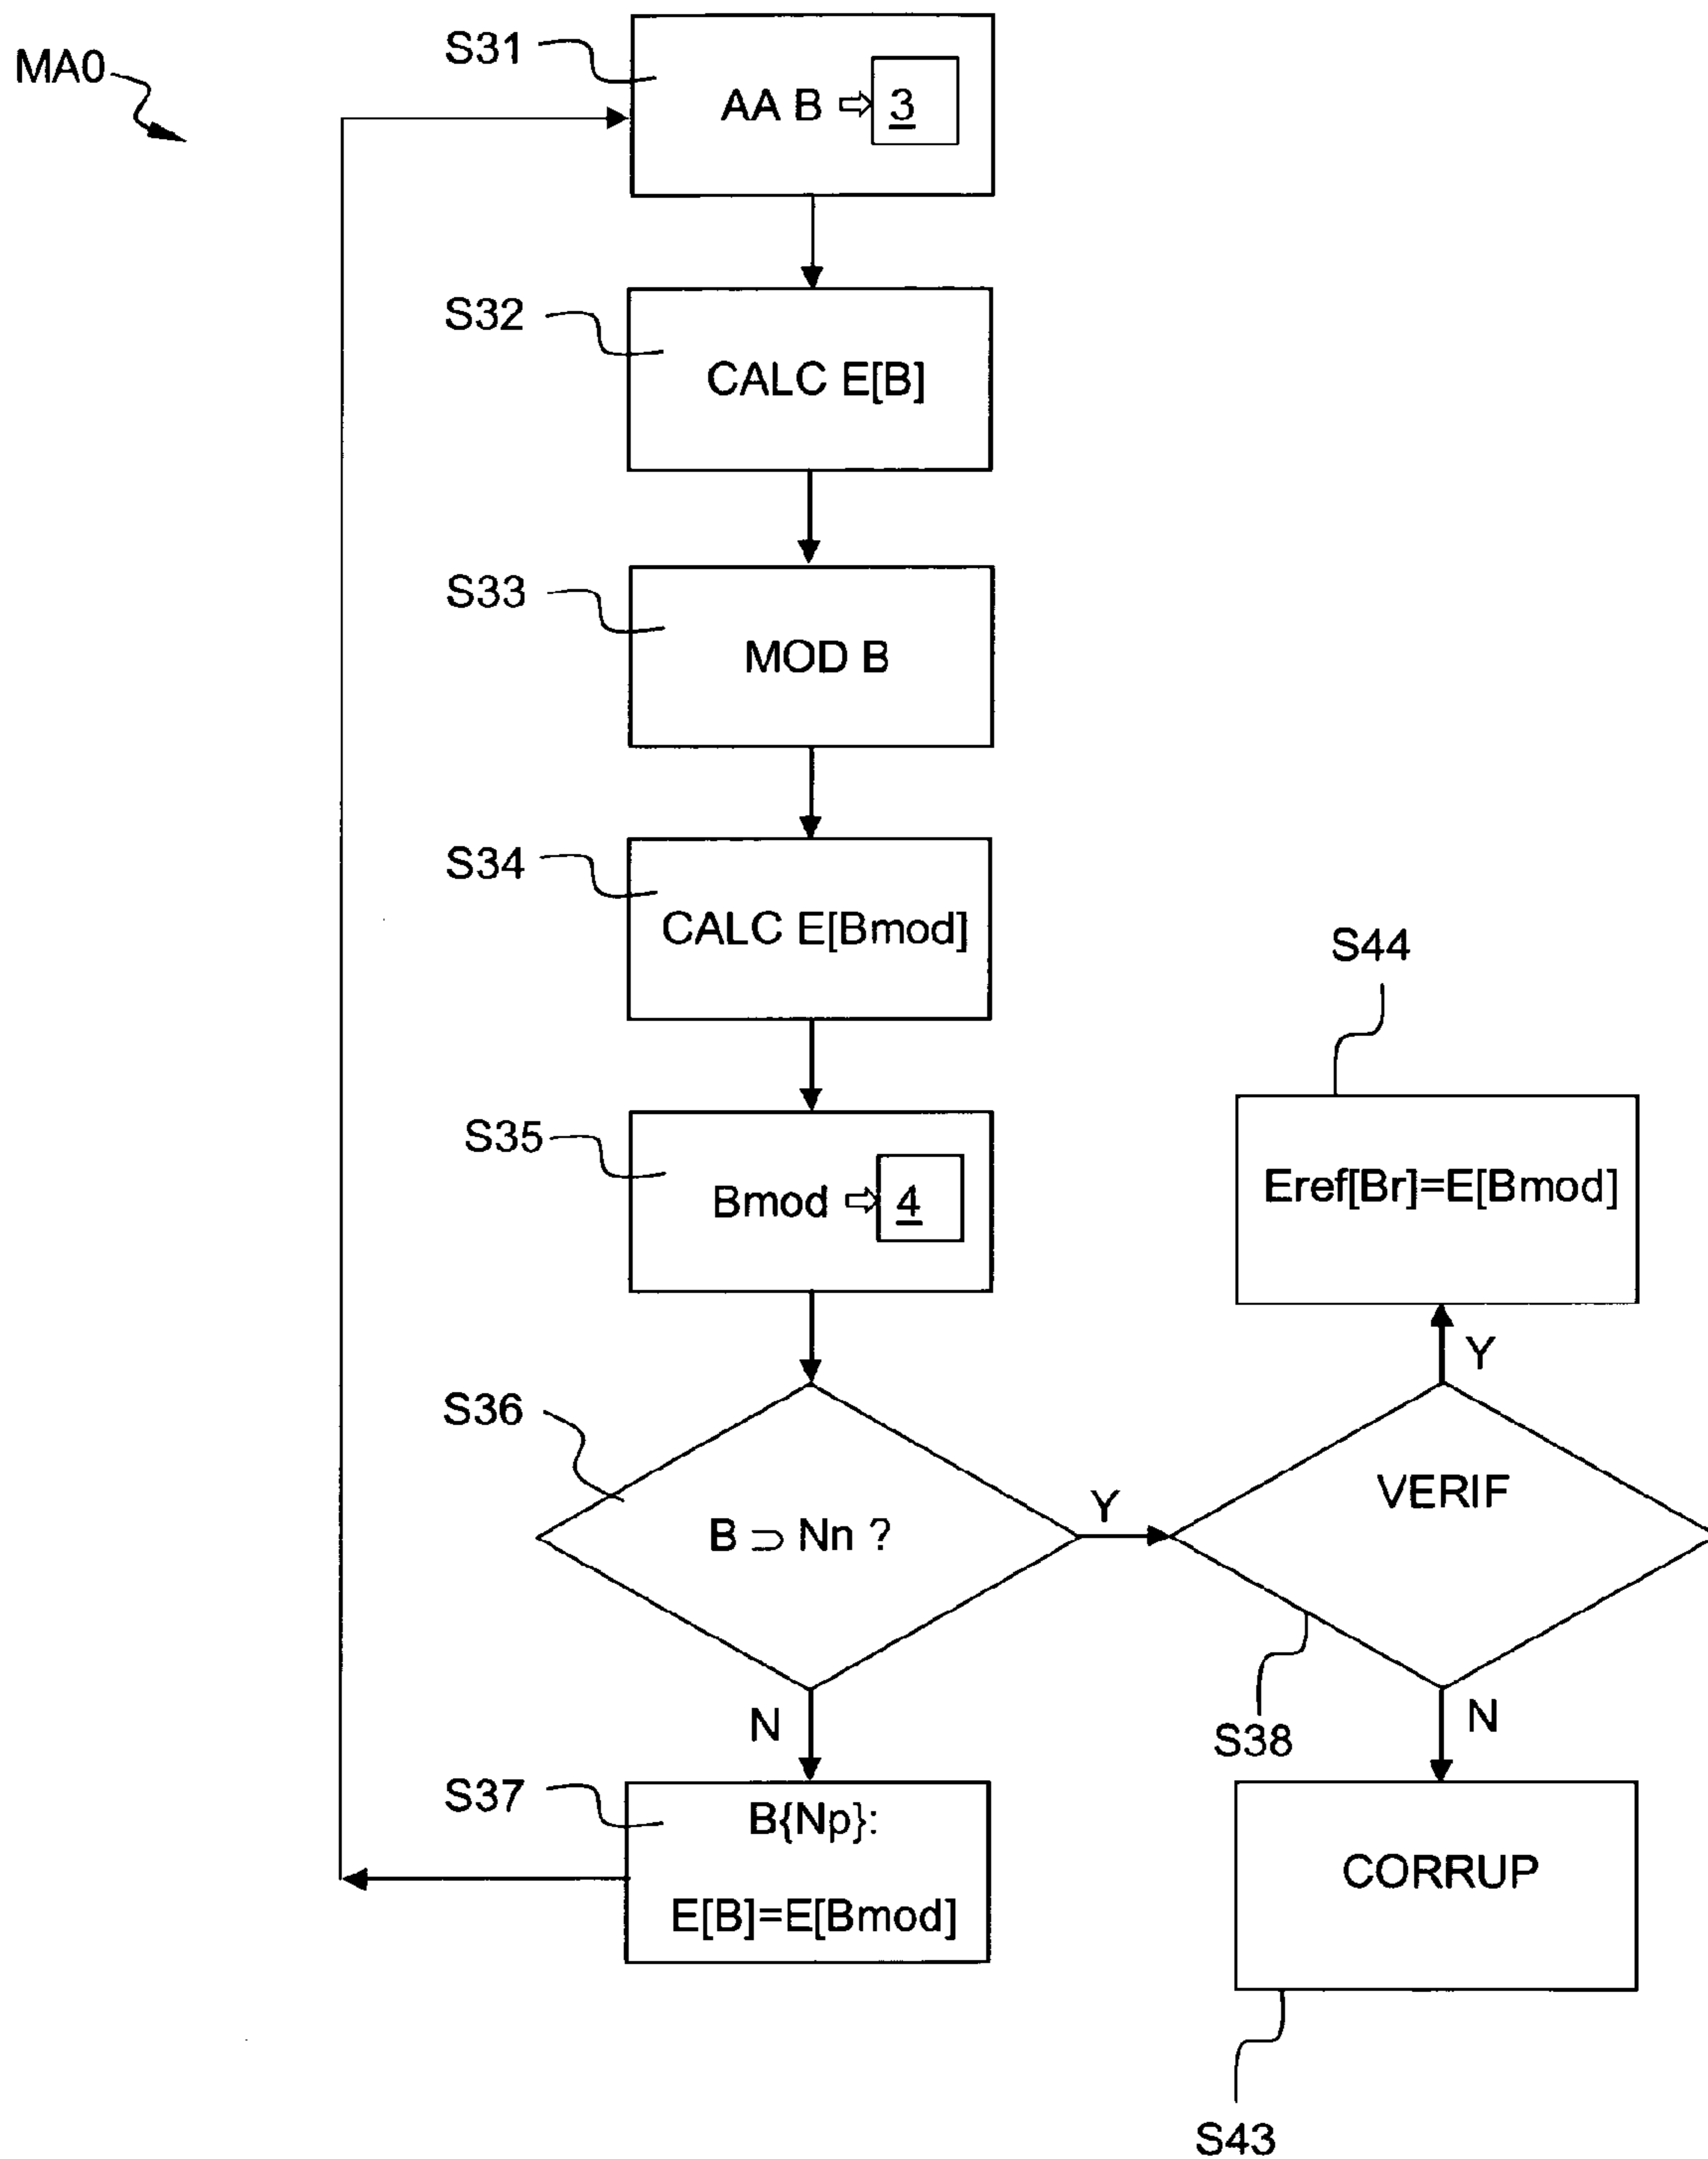 MA0
S31
AA B ⇨ 3
S32
CALC E[B]
S33
MOD B
S34
CALC E[Bmod]
S35
Bmod ⇨ 4
S36
B ⊃ Nn ?
Y
N
S37
B{Np}:
E[B]=E[Bmod]
S44
Eref[Br]=E[Bmod]
Y
VERIF
S38
N
CORRUP
S43